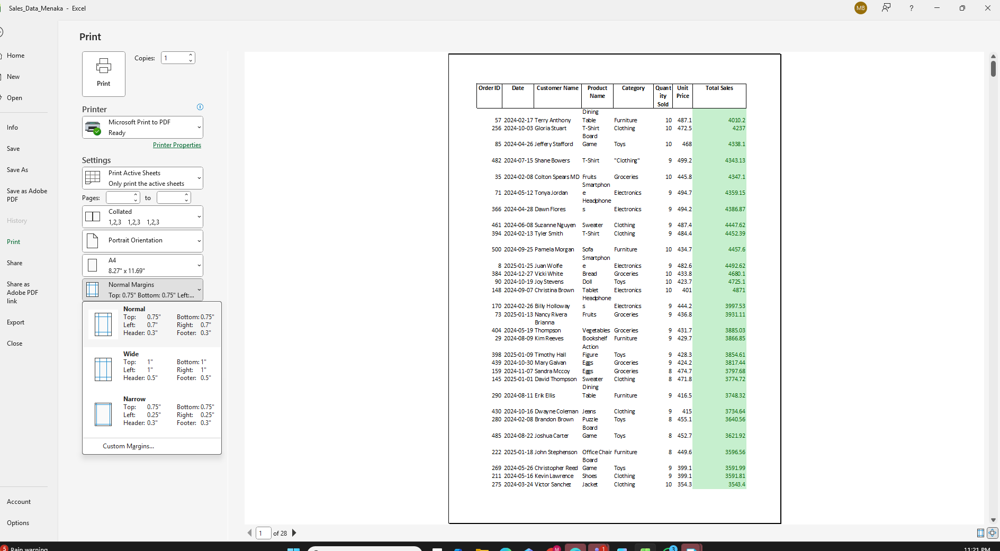 Sales_Data_Menaka - Excel
MB
?
Home
New
Open
Info
Save
Save As
Save as Adobe
PDF
History
Print
Share
Share as
Adobe PDF
link
Export
Close
Account
Options
Print
Print
Copies: 1
Printer
Microsoft Print to PDF
Ready
Printer Properties
Settings
Print Active Sheets
Only print the active sheets
Pages: to
Collated
1,2,3 1,2,3 1,2,3
Portrait Orientation
A4
8.27" x 11.69"
Normal Margins
Top: 0.75" Bottom: 0.75" Left:...
Normal
Top: 0.75" Bottom: 0.75"
Left: 0.7" Right: 0.7"
Header: 0.3" Footer: 0.3"
Wide
Top: 1" Bottom: 1"
Left: 1" Right: 1"
Header: 0.5" Footer: 0.5"
Narrow
Top: 0.75" Bottom: 0.75"
Left: 0.25" Right: 0.25"
Header: 0.3" Footer: 0.3"
Custom Margins...
Order ID Date Customer Name Product Category Quant Unit Total Sales
Name ity Price
Sold
Dining
57 2024-02-17 Terry Anthony Table Furniture 10 487.1 4010.2
256 2024-10-03 Gloria Stuart T-Shirt Clothing 10 472.5 4237
Board
85 2024-04-26 Jeffery Stafford Game Toys 10 468 4338.1
482 2024-07-15 Shane Bowers T-Shirt "Clothing" 9 499.2 4343.13
35 2024-02-08 Colton Spears MD Fruits Groceries 10 445.8 4347.1
Smartphon
71 2024-05-12 Tonya Jordan e Electronics 9 494.7 4359.15
Headphone
366 2024-04-28 Dawn Flores s Electronics 9 494.2 4386.87
461 2024-06-08 Suzanne Nguyen Sweater Clothing 9 487.4 4447.62
394 2024-02-13 Tyler Smith T-Shirt Clothing 9 484.4 4452.39
500 2024-09-25 Pamela Morgan Sofa Furniture 10 434.7 4457.6
Smartphon
8 2025-01-25 Juan Wolfe e Electronics 9 482.6 4492.62
384 2024-12-27 Vicki White Bread Groceries 10 433.8 4680.1
90 2024-10-19 Joy Stevens Doll Toys 10 423.7 4725.1
148 2024-09-07 Christina Brown Tablet Electronics 10 401 4871
Headphone
170 2024-02-26 Billy Holloway s Electronics 9 444.2 3997.53
73 2025-01-13 Nancy Rivera Fruits Groceries 9 436.8 3931.11
Brianna
404 2024-05-19 Thompson Vegetables Groceries 9 431.7 3885.03
29 2024-08-09 Kim Reeves Bookshelf Furniture 9 429.7 3866.85
Action
398 2025-01-09 Timothy Hall Figure Toys 9 428.3 3854.61
439 2024-10-30 Mary Galvan Eggs Groceries 9 424.2 3817.44
159 2024-11-07 Sandra Mccoy Eggs Groceries 8 474.7 3797.68
145 2025-01-01 David Thompson Sweater Clothing 8 471.8 3774.72
Dining
290 2024-08-11 Erik Ellis Table Furniture 9 416.5 3748.32
430 2024-10-16 Dwayne Coleman Jeans Clothing 9 415 3734.64
280 2024-02-08 Brandon Brown Puzzle Toys 8 455.1 3640.56
Board
485 2024-08-22 Joshua Carter Game Toys 8 452.7 3621.92
222 2025-01-18 John Stephenson Office Chair Furniture 8 449.6 3596.56
Board
269 2024-05-26 Christopher Reed Game Toys 9 399.1 3591.99
211 2024-05-16 Kevin Lawrence Shoes Clothing 9 399.1 3591.81
275 2024-03-24 Victor Sanchez Jacket Clothing 10 354.3 3543.4
1 of 28
5 Rain warning
M
1
3
11:21 PM